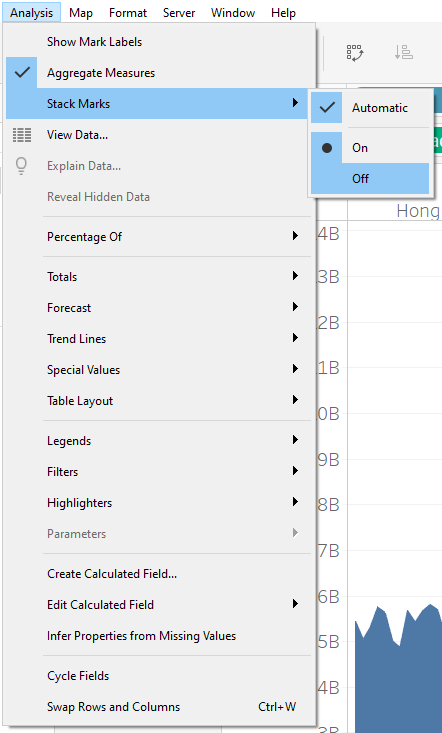 Analysis Map Format Server Window Help
Show Mark Labels
Aggregate Measures
Stack Marks
Automatic
On
Off
View Data...
Explain Data...
Reveal Hidden Data
Percentage Of
Totals
Forecast
Trend Lines
Special Values
Table Layout
Legends
Filters
Highlighters
Parameters
Create Calculated Field...
Edit Calculated Field
Infer Properties from Missing Values
Cycle Fields
Swap Rows and Columns Ctrl+W
Hong
4B
3B
2B
1B
0B
9B
8B
7B
6B
5B
4B
3B